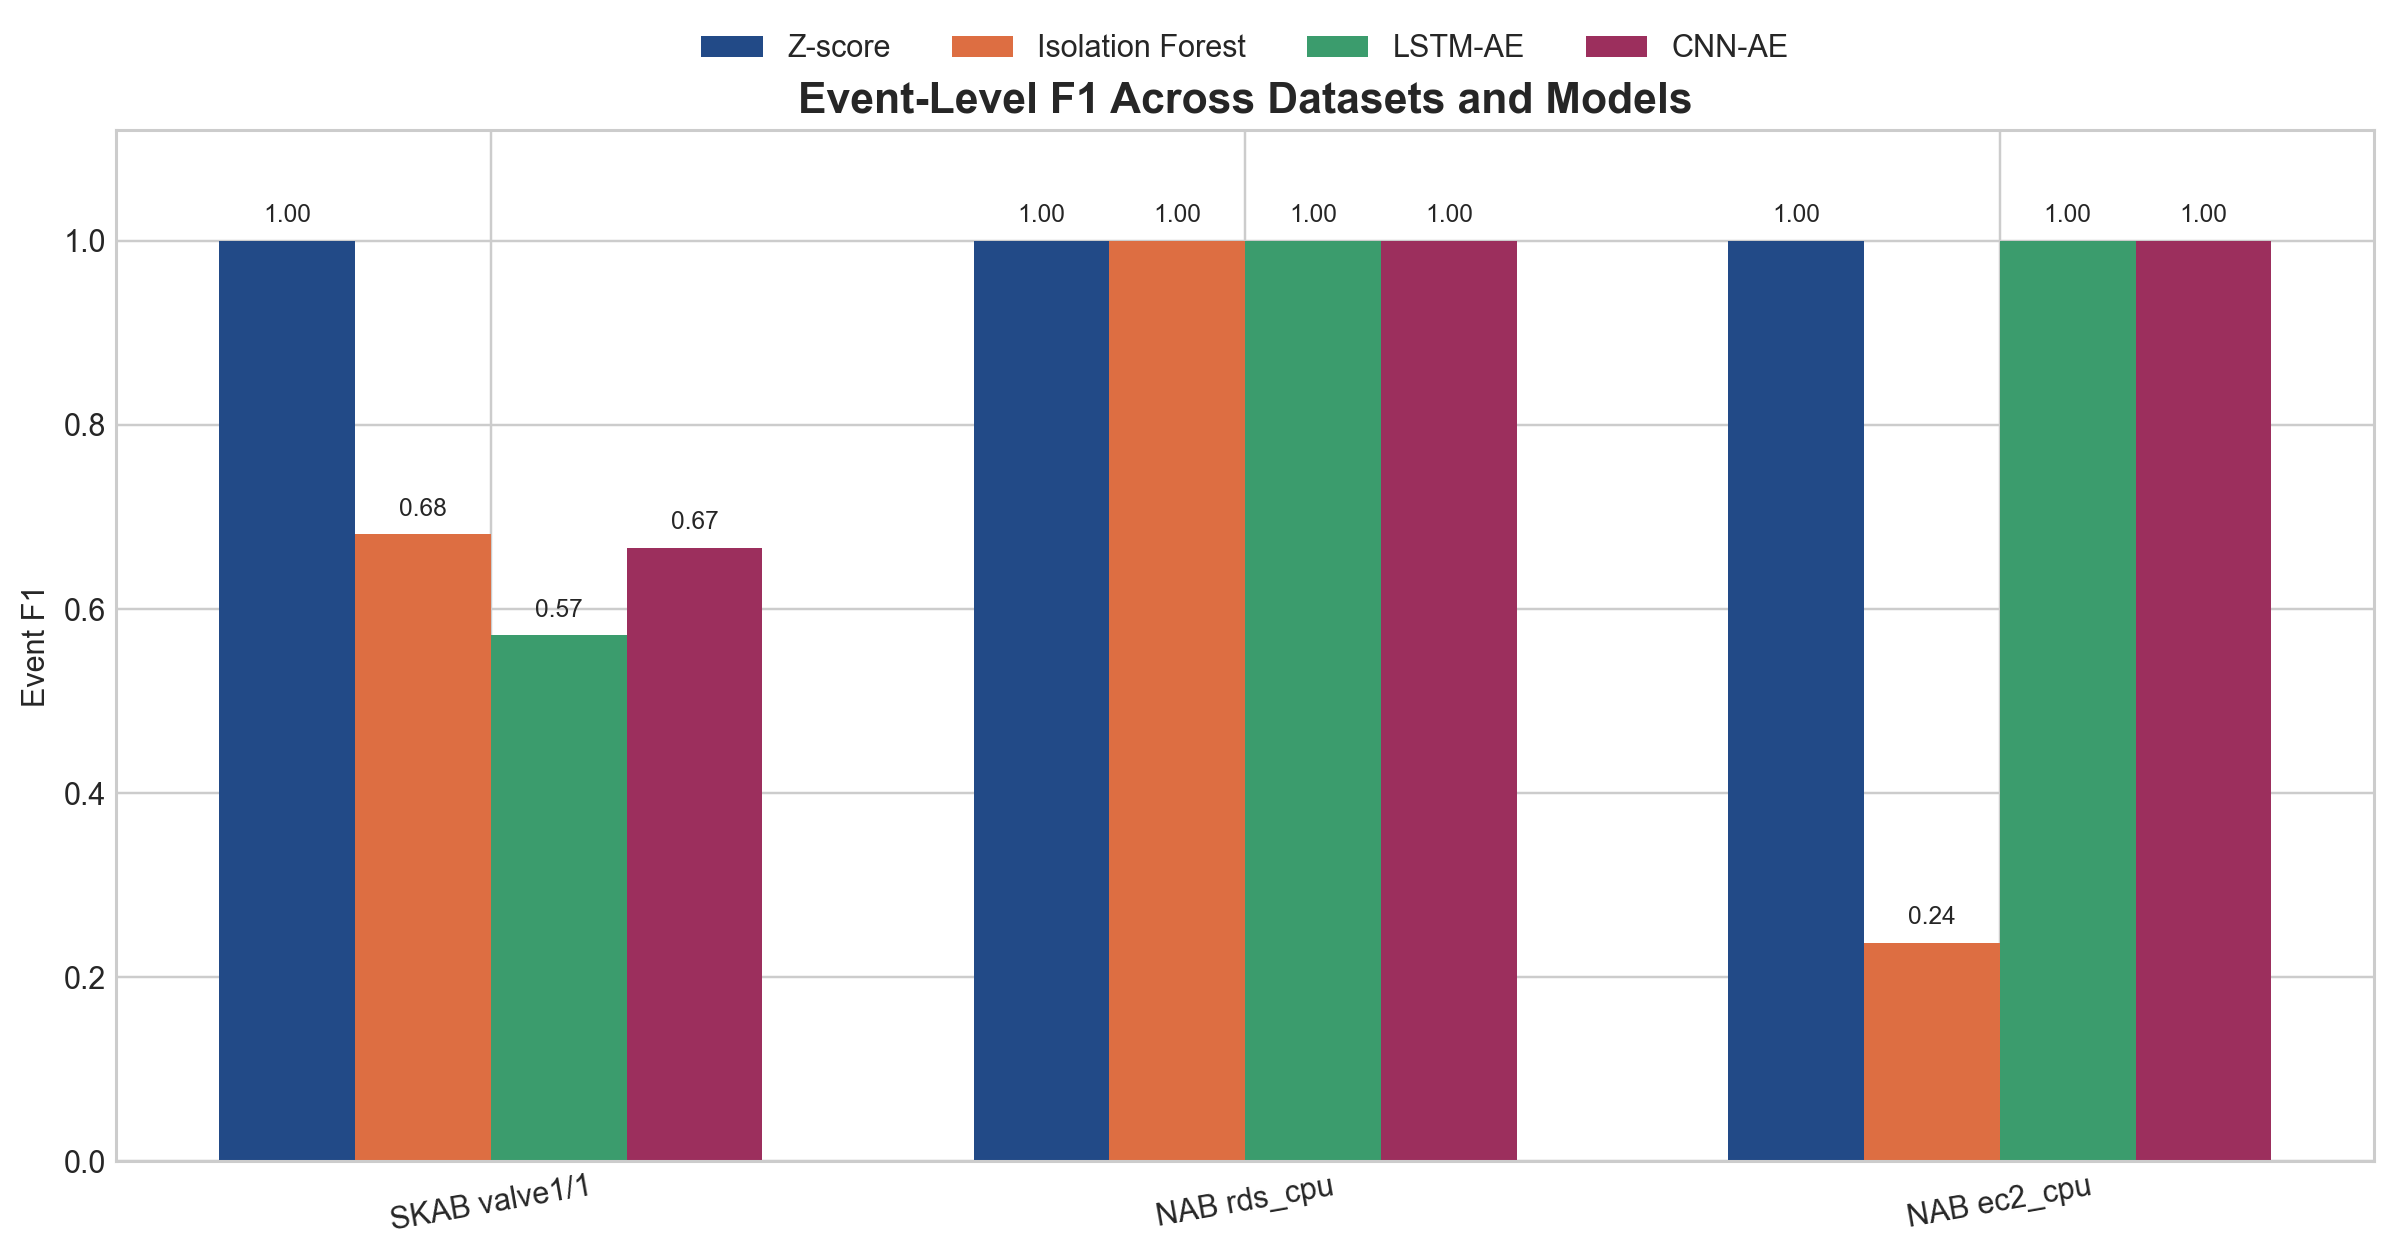 Z-score Isolation Forest LSTM-AE CNN-AE
Event-Level F1 Across Datasets and Models
Event F1
1.0
0.8
0.6
0.4
0.2
0.0
1.00 0.68 0.57 0.67
1.00 1.00 1.00 1.00
1.00 0.24 1.00 1.00
SKAB valve1/1 NAB rds_cpu NAB ec2_cpu